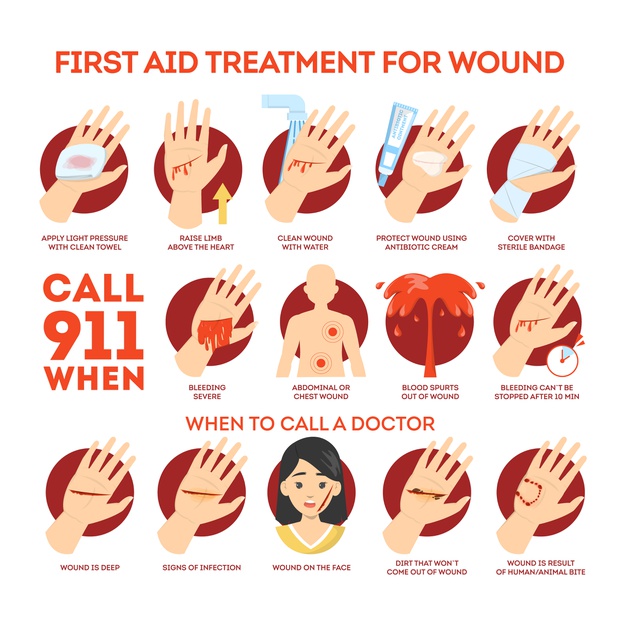 FIRST AID TREATMENT FOR WOUND
ANTIBIOTIC
OINTMENT
APPLY LIGHT PRESSURE
WITH CLEAN TOWEL
RAISE LIMB
ABOVE THE HEART
CLEAN WOUND
WITH WATER
PROTECT WOUND USING
ANTIBIOTIC CREAM
COVER WITH
STERILE BANDAGE
CALL
911
WHEN
BLEEDING
SEVERE
ABDOMINAL OR
CHEST WOUND
BLOOD SPURTS
OUT OF WOUND
BLEEDING CAN`T BE
STOPPED AFTER 10 MIN
WHEN TO CALL A DOCTOR
WOUND IS DEEP
SIGNS OF INFECTION
WOUND ON THE FACE
DIRT THAT WON`T
COME OUT OF WOUND
WOUND IS RESULT
OF HUMAN/ANIMAL BITE